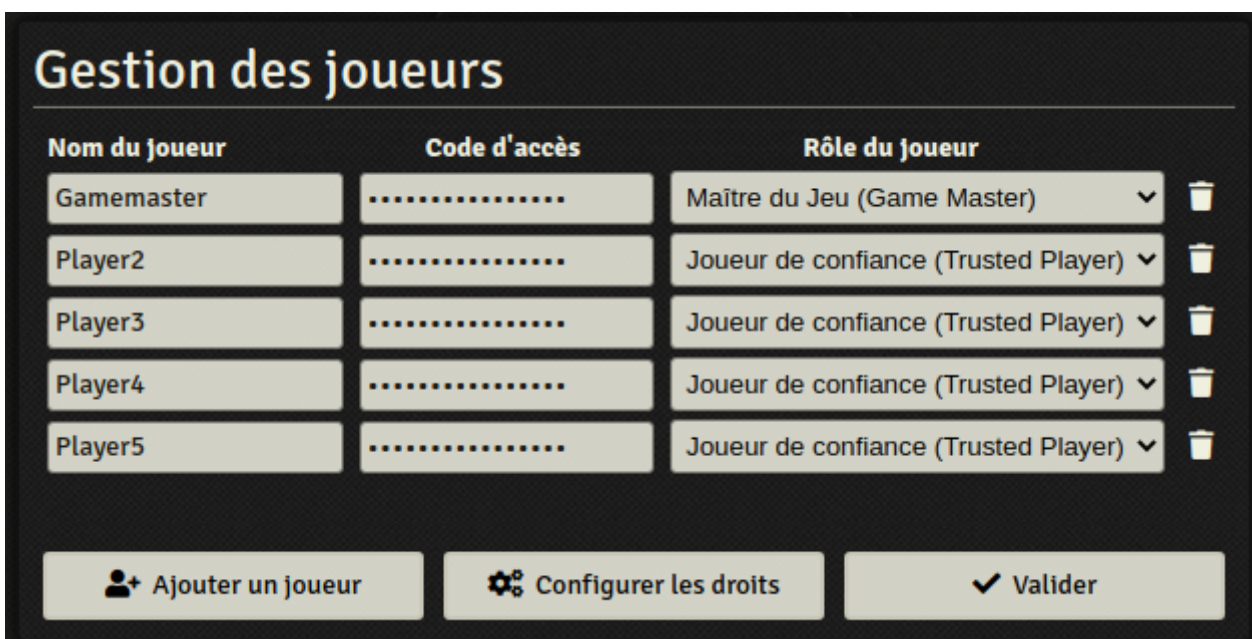 Gestion des joueurs
Nom du joueur Code d'accès Rôle du joueur
Gamemaster •••••••••••••••• Maître du Jeu (Game Master)
Player2 •••••••••••••••• Joueur de confiance (Trusted Player)
Player3 •••••••••••••••• Joueur de confiance (Trusted Player)
Player4 •••••••••••••••• Joueur de confiance (Trusted Player)
Player5 •••••••••••••••• Joueur de confiance (Trusted Player)
Ajouter un joueur Configurer les droits Valider